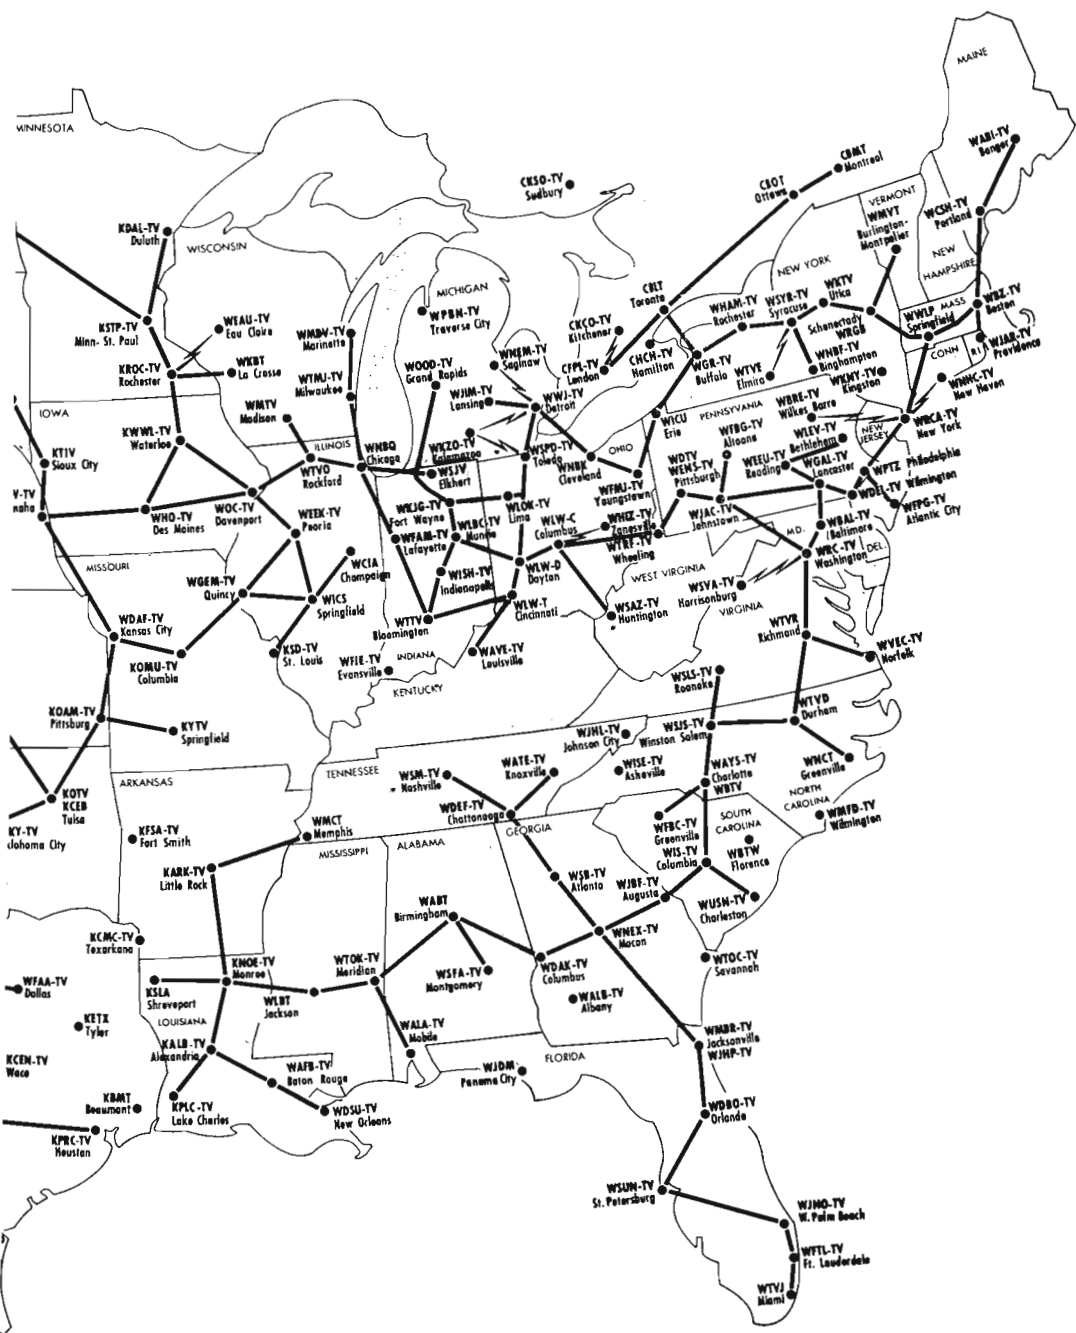 MAINE
MINNESOTA
WABI-TV
Bangor
CBMT
Montreal
CKSO-TV
Sudbury
CBOT
Ottawa
VERMONT
WMVT
Burlington-
Montpelier
WCSH-TV
Portland
KDAL-TV
Duluth
WISCONSIN
NEW
HAMPSHIRE
NEW YORK
MICHIGAN
CBLT
Toronto
WKTV
Utica
WHAM-TV
Rochester
WSYR-TV
Syracuse
MASS
WBZ-TV
Boston
WWLP
Springfield
Schenectady
WRGB
WPBN-TV
Traverse City
WEAU-TV
Eau Claire
KSTP-TV
Minn- St. Paul
WMBV-TV
Marinette
CKCO-TV
Kitchener
CHCH-TV
Hamilton
WJAR-TV
Providence
R I
CONN
WNBF-TV
Binghampton
WGR-TV
Buffalo
WTVE
Elmira
KROC-TV
Rochester
WKBT
La Crosse
WNEM-TV
Saginaw
CFPL-TV
London
WOOD-TV
Grand Rapids
WTMJ-TV
Milwaukee
WKNY-TV
Kingston
WNHC-TV
New Haven
WJIM-TV
Lansing
WWJ-TV
Detroit
WBRE-TV
Wilkes Barre
PENNSYLVANIA
WICU
Erie
IOWA
WMTV
Madison
WRCA-TV
New York
KWWL-TV
Waterloo
WFBG-TV
Altoona
WLEV-TV
Bethlehem
NEW
JERSEY
ILLINOIS
WNBQ
Chicago
WKZO-TV
Kalamazoo
OHIO
KTIV
Sioux City
WTVO
Rockford
WSPD-TV
Toledo
WNBK
Cleveland
WDTV
WENS-TV
Pittsburgh
WEEU-TV
Reading
WGAL-TV
Lancaster
WPTZ Philadelphia
WSJV
Elkhart
WDEL-TV Wilmington
V-TV
naha
WFMJ-TV
Youngstown
WFPG-TV
Atlantic City
WHO-TV
Des Moines
WOC-TV
Davenport
WEEK-TV
Peoria
WKJG-TV
Fort Wayne
WLOK-TV
Lima
WLBC-TV
Muncie
WLW-C
Columbus
WHIZ-TV
Zanesville
WJAC-TV
Johnstown
WBAL-TV
Baltimore
MD.
DEL.
WFAM-TV
Lafayette
WTRF-TV
Wheeling
WRC-TV
Washington
MISSOURI
WCIA
Champaign
WLW-D
Dayton
WEST VIRGINIA
WGEM-TV
Quincy
WISH-TV
Indianapolis
WSVA-TV
Harrisonburg
WICS
Springfield
WLW-T
Cincinnati
WSAZ-TV
Huntington
VIRGINIA
WDAF-TV
Kansas City
WTTV
Bloomington
WTVR
Richmond
KSD-TV
St. Louis
WAVE-TV
Louisville
WVEC-TV
Norfolk
KOMU-TV
Columbia
WFIE-TV
Evansville
INDIANA
KENTUCKY
WSLS-TV
Roanoke
KOAM-TV
Pittsburg
KYTV
Springfield
WTVD
Durham
WJHL-TV
Johnson City
WSJS-TV
Winston Salem
WNCT
Greenville
WATE-TV
Knoxville
WISE-TV
Asheville
WAYS-TV
Charlotte
WBTV
TENNESSEE
WSM-TV
Nashville
ARKANSAS
KOTV
KCEB
Tulsa
NORTH
CAROLINA
WMFD-TV
Wilmington
WDEF-TV
Chattanooga
SOUTH
CAROLINA
KY-TV
klahoma City
KFSA-TV
Fort Smith
WMCT
Memphis
GEORGIA
WFBC-TV
Greenville
MISSISSIPPI
ALABAMA
WBTW
Florence
WIS-TV
Columbia
KARK-TV
Little Rock
WSB-TV
Atlanta
WJBF-TV
Augusta
WUSN-TV
Charleston
WABT
Birmingham
KCMC-TV
Texarkana
WNEX-TV
Macon
KNOE-TV
Monroe
WTOK-TV
Meridian
WTOC-TV
Savannah
WSFA-TV
Montgomery
WDAK-TV
Columbus
WFAA-TV
Dallas
KSLA
Shreveport
WLBT
Jackson
WALB-TV
Albany
KETX
Tyler
LOUISIANA
WALA-TV
Mobile
WMBR-TV
Jacksonville
WJHP-TV
KALB-TV
Alexandria
FLORIDA
KCEN-TV
Waco
WAFB-TV
Baton Rouge
WJDM
Panama City
KBMT
Beaumont
KPLC-TV
Lake Charles
WDSU-TV
New Orleans
WDBO-TV
Orlando
KPRC-TV
Houston
WSUN-TV
St. Petersburg
WJNO-TV
W. Palm Beach
WFTL-TV
Ft. Lauderdale
WTVJ
Miami